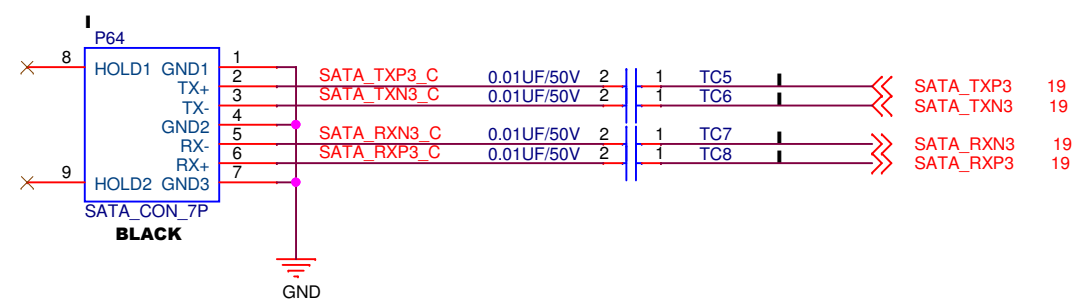 I
P64
8 HOLD1 GND1 1
TX+ 2 SATA_TXP3_C 0.01UF/50V 2 1 TC5 I SATA_TXP3 19
TX- 3 SATA_TXN3_C 0.01UF/50V 2 1 TC6 I SATA_TXN3 19
GND2 4
RX- 5 SATA_RXN3_C 0.01UF/50V 2 1 TC7 I SATA_RXN3 19
RX+ 6 SATA_RXP3_C 0.01UF/50V 2 1 TC8 I SATA_RXP3 19
9 HOLD2 GND3 7
SATA_CON_7P
BLACK
GND